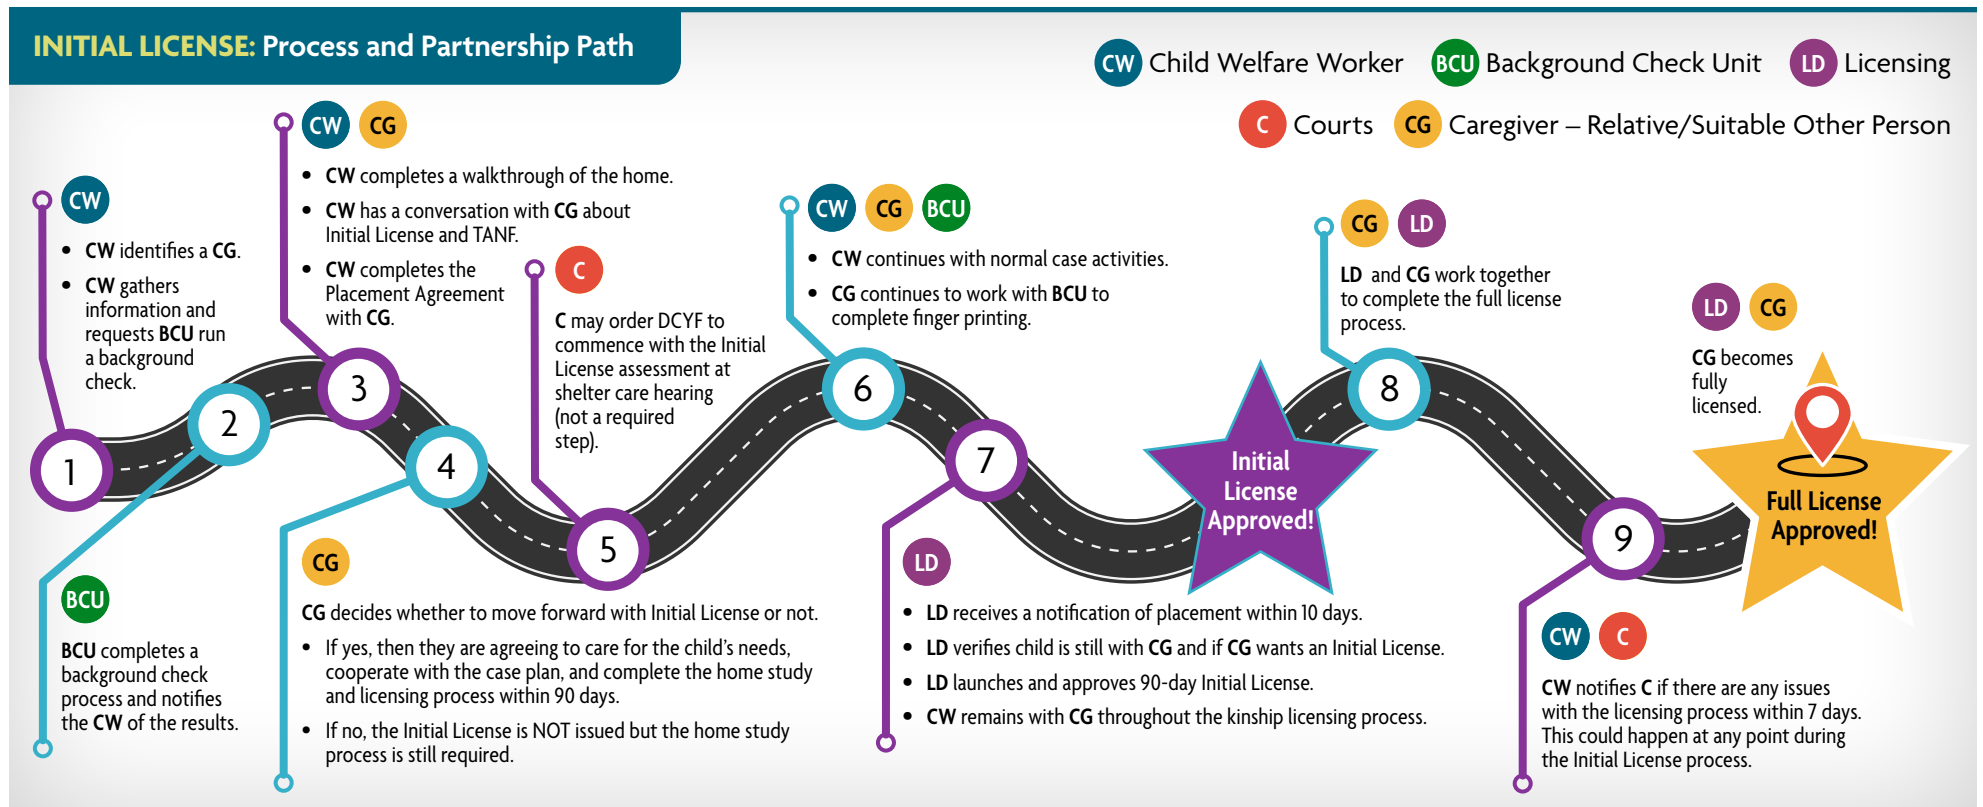 INITIAL LICENSE: Process and Partnership Path
CW Child Welfare Worker
BCU Background Check Unit
LD Licensing
C Courts
CG Caregiver – Relative/Suitable Other Person
1
CW
• CW identifies a CG.
• CW gathers
information and
requests BCU run
a background
check.
2
BCU
BCU completes a
background check
process and notifies
the CW of the results.
3
CW CG
• CW completes a walkthrough of the home.
• CW has a conversation with CG about
Initial License and TANF.
• CW completes the
Placement Agreement
with CG.
4
CG
CG decides whether to move forward with Initial License or not.
• If yes, then they are agreeing to care for the child's needs,
cooperate with the case plan, and complete the home study
and licensing process within 90 days.
• If no, the Initial License is NOT issued but the home study
process is still required.
5
C
C may order DCYF to
commence with the Initial
License assessment at
shelter care hearing
(not a required
step).
6
CW CG BCU
• CW continues with normal case activities.
• CG continues to work with BCU to
complete finger printing.
7
LD
• LD receives a notification of placement within 10 days.
• LD verifies child is still with CG and if CG wants an Initial License.
• LD launches and approves 90-day Initial License.
• CW remains with CG throughout the kinship licensing process.
Initial
License
Approved!
8
CG LD
LD and CG work together
to complete the full license
process.
9
CW C
CW notifies C if there are any issues
with the licensing process within 7 days.
This could happen at any point during
the Initial License process.
LD CG
CG becomes
fully
licensed.
Full License
Approved!